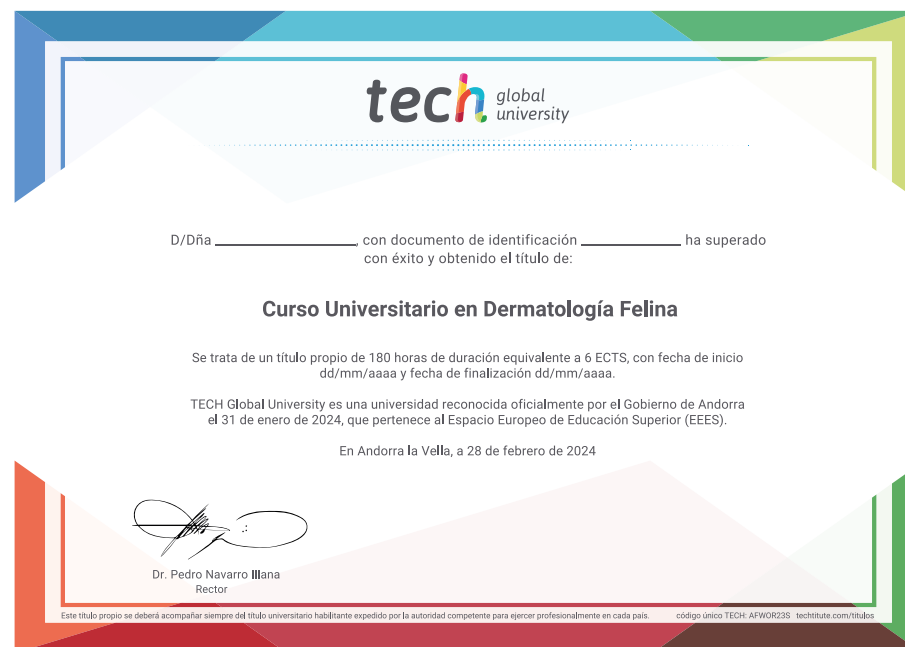 tech global university
D/Dña , con documento de identificación ha superado
con éxito y obtenido el título de:
Curso Universitario en Dermatología Felina
Se trata de un título propio de 180 horas de duración equivalente a 6 ECTS, con fecha de inicio
dd/mm/aaaa y fecha de finalización dd/mm/aaaa.
TECH Global University es una universidad reconocida oficialmente por el Gobierno de Andorra
el 31 de enero de 2024, que pertenece al Espacio Europeo de Educación Superior (EEES).
En Andorra la Vella, a 28 de febrero de 2024
Dr. Pedro Navarro Illana
Rector
Este título propio se deberá acompañar siempre del título universitario habilitante expedido por la autoridad competente para ejercer profesionalmente en cada país. código único TECH: AFWOR23S techtitute.com/titulos